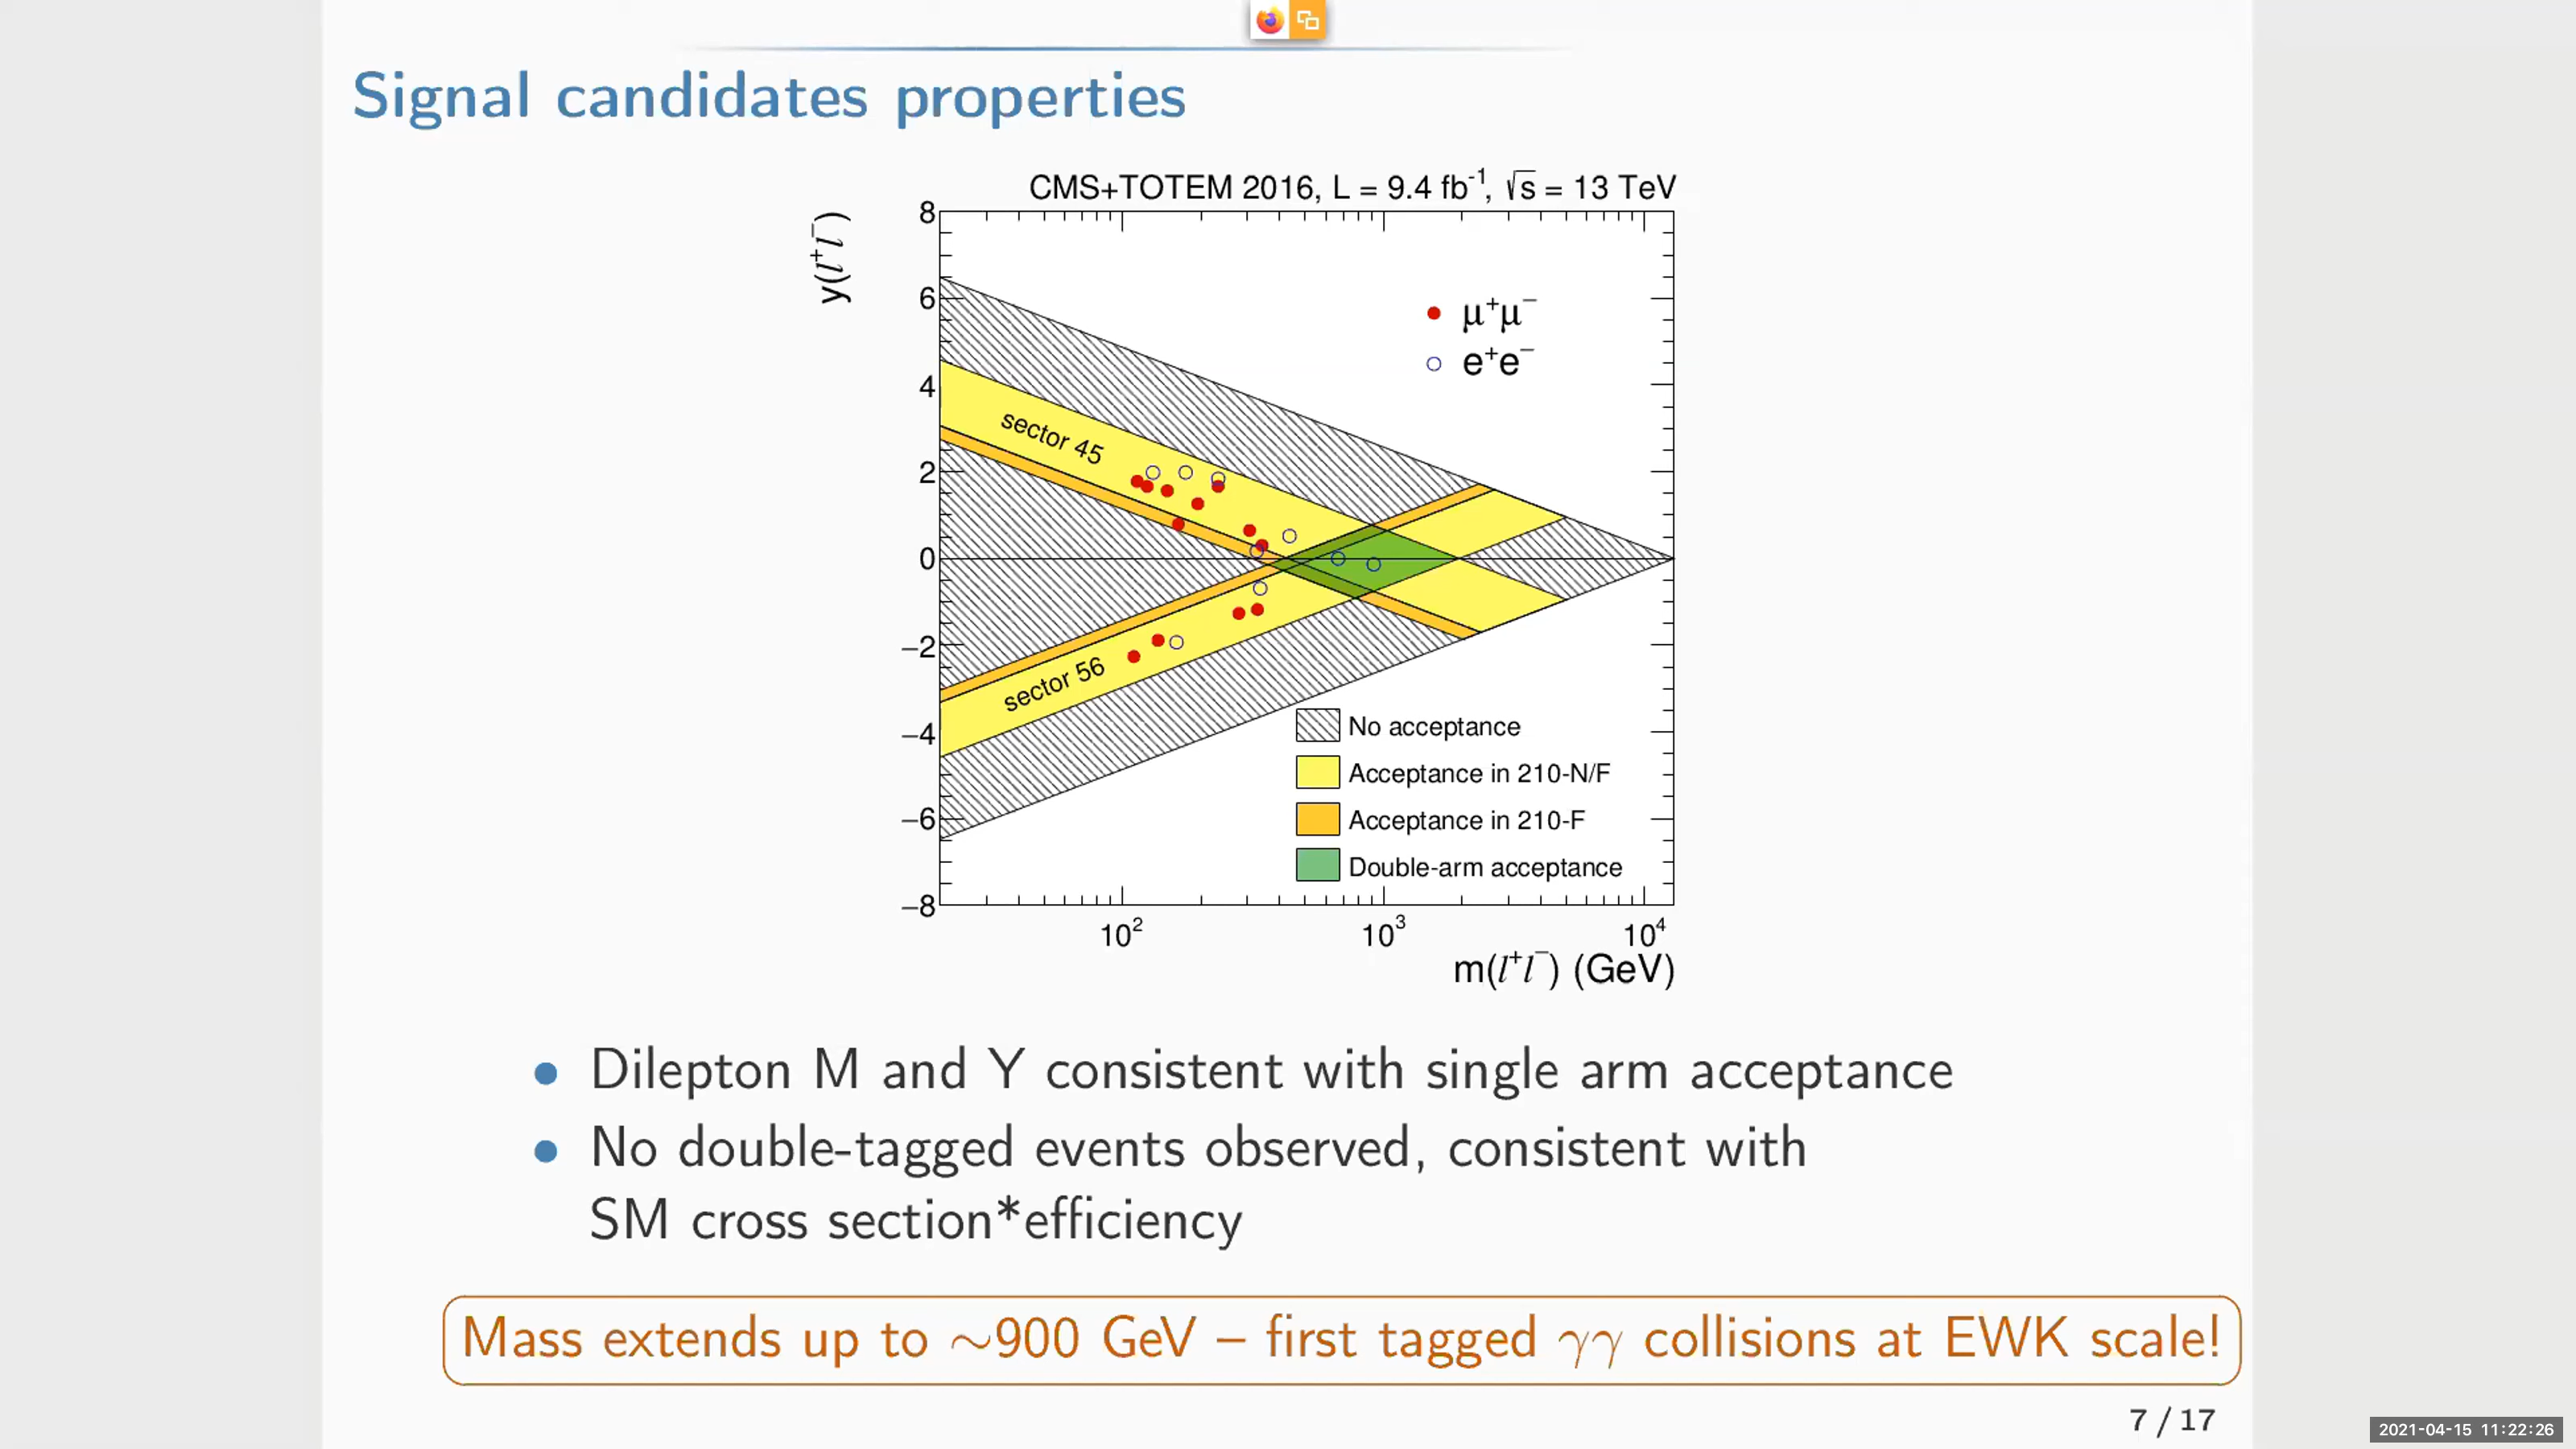 Signal candidates properties
CMS+TOTEM 2016, L = 9.4 fb⁻¹, √s = 13 TeV
y(l⁺l⁻)
8
6
4
2
0
−2
−4
−6
−8
μ⁺μ⁻
e⁺e⁻
sector 45
sector 56
No acceptance
Acceptance in 210-N/F
Acceptance in 210-F
Double-arm acceptance
10² 10³ 10⁴
m(l⁺l⁻) (GeV)
• Dilepton M and Y consistent with single arm acceptance
• No double-tagged events observed, consistent with
SM cross section*efficiency
Mass extends up to ∼900 GeV – first tagged γγ collisions at EWK scale!
7 / 17
2021-04-15 11:22:26